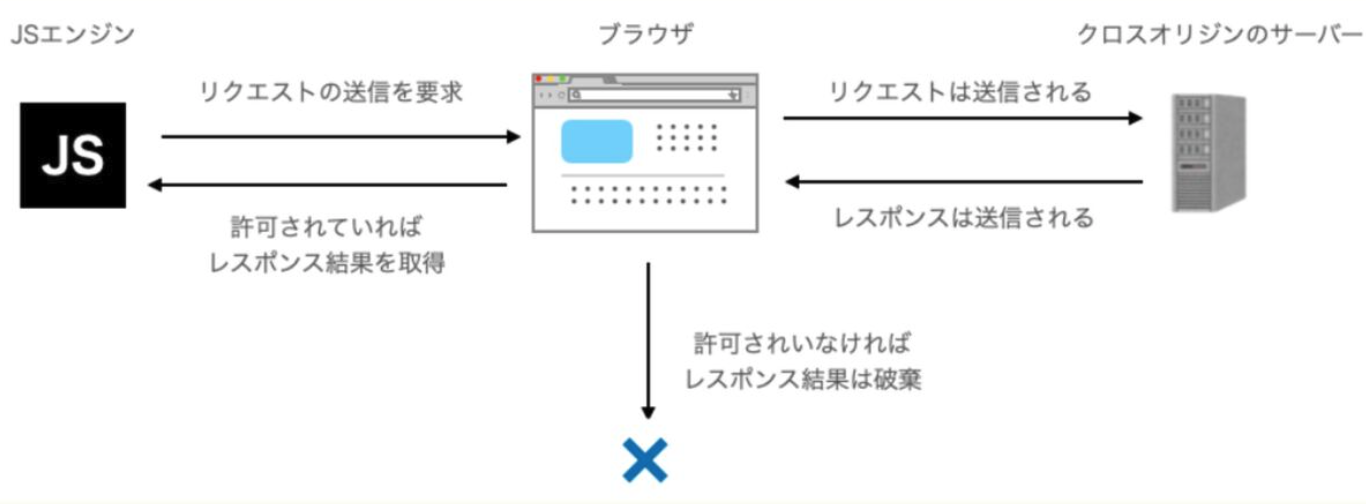 JSエンジン
ブラウザ
クロスオリジンのサーバー
リクエストの送信を要求
リクエストは送信される
JS
許可されていれば
レスポンス結果を取得
レスポンスは送信される
許可されいなければ
レスポンス結果は破棄